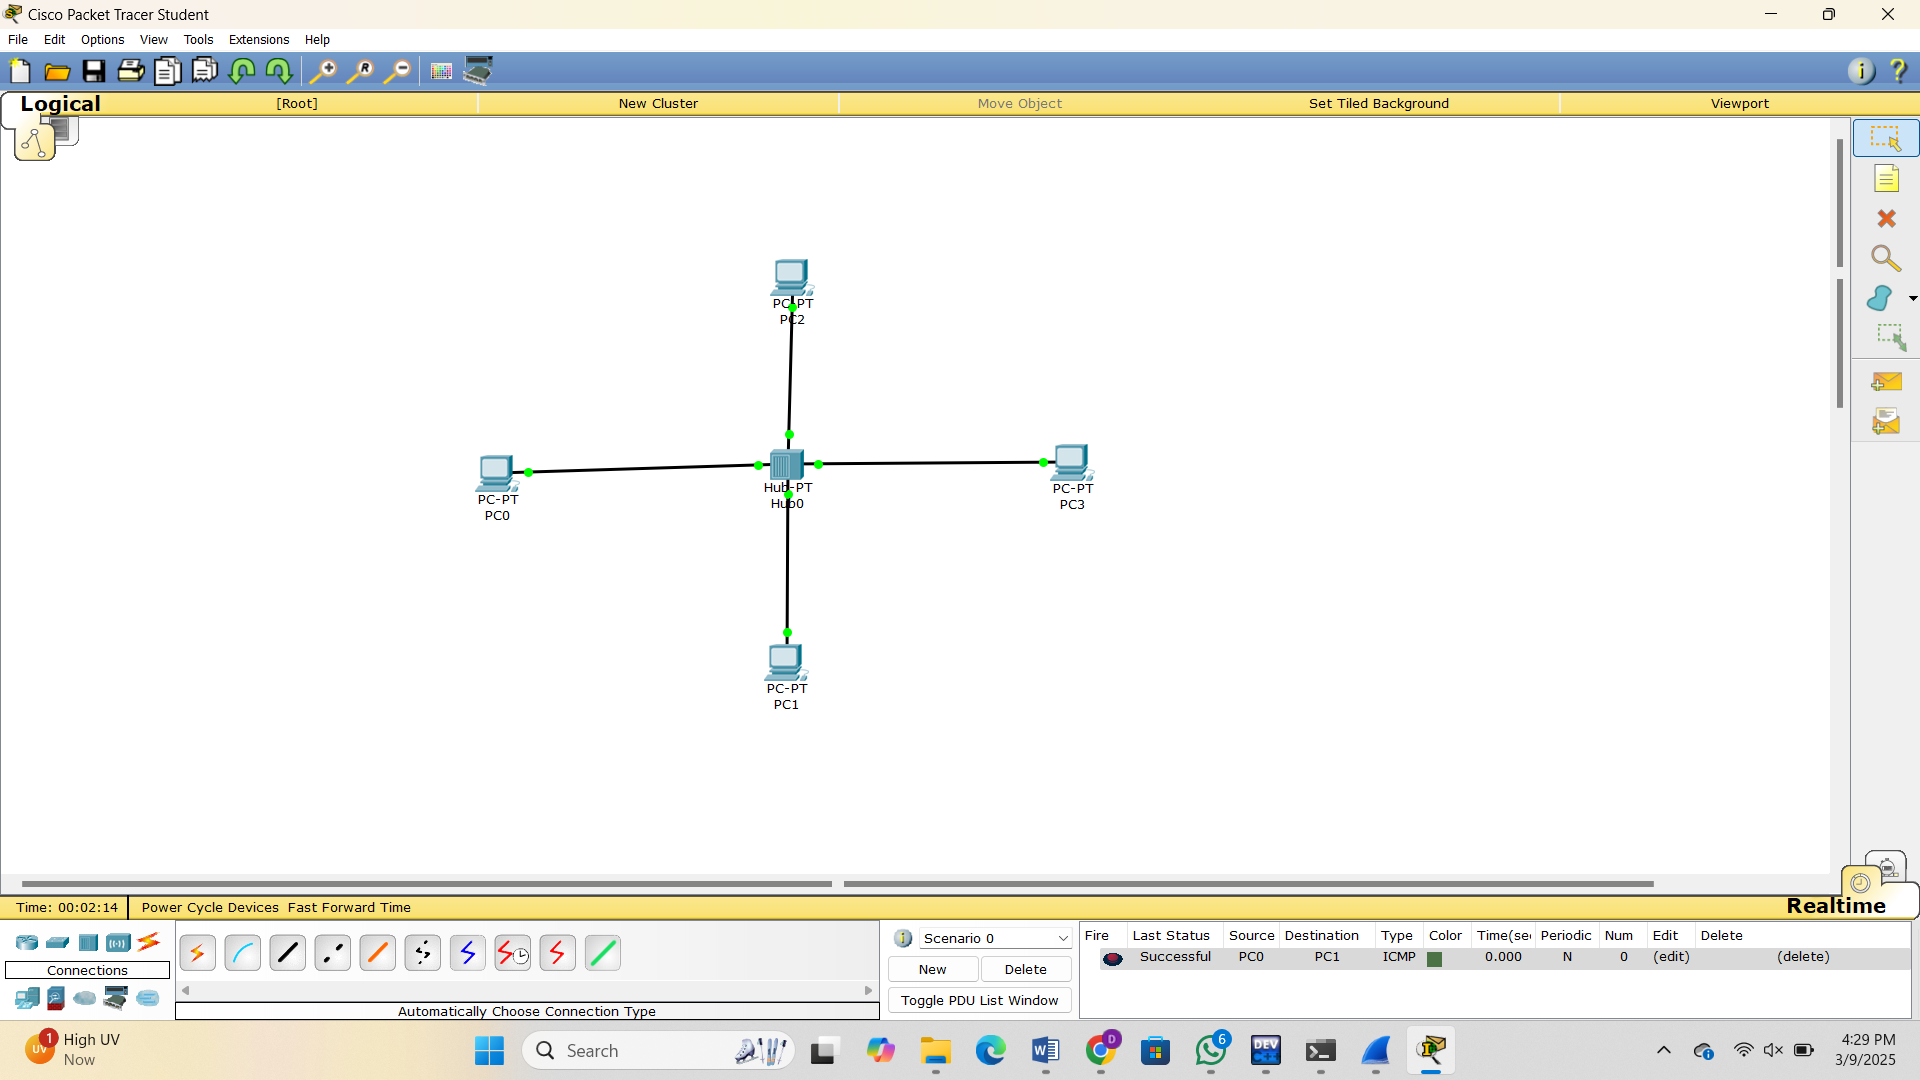 Cisco Packet Tracer Student
File Edit Options View Tools Extensions Help
Logical [Root] New Cluster Move Object Set Tiled Background Viewport
PC-PT
PC2
PC-PT
PC0
Hub-PT
Hub0
PC-PT
PC3
PC-PT
PC1
Time: 00:02:14 Power Cycle Devices Fast Forward Time
Realtime
Connections
Automatically Choose Connection Type
Scenario 0
New Delete
Toggle PDU List Window
Fire Last Status Source Destination Type Color Time(se Periodic Num Edit Delete
Successful PC0 PC1 ICMP 0.000 N 0 (edit) (delete)
1
UV
High UV
Now
Search
D
6
DEV
C++
4:29 PM
3/9/2025